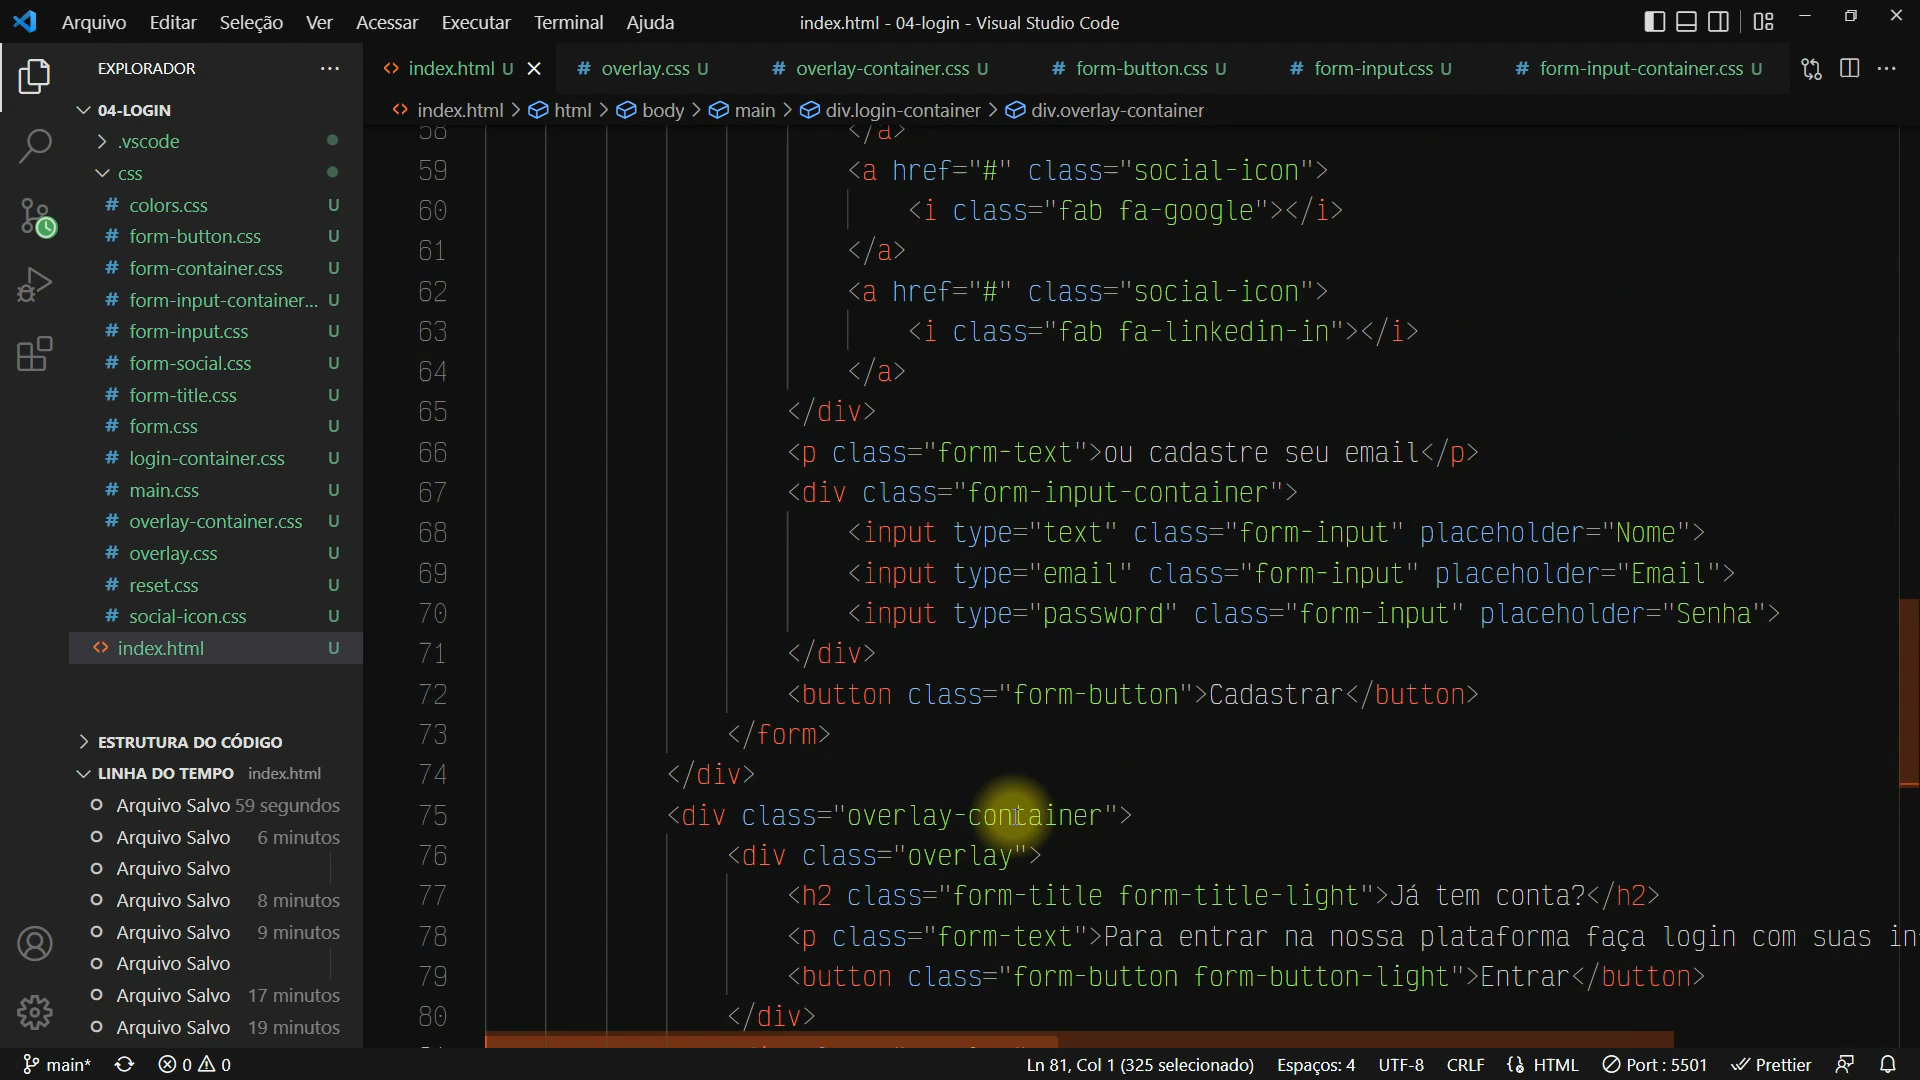 Arquivo Editar Seleção Ver Acessar Executar Terminal Ajuda
index.html - 04-login - Visual Studio Code
EXPLORADOR
index.html U
# overlay.css U
# overlay-container.css U
# form-button.css U
# form-input.css U
# form-input-container.css U
index.html > html > body > main > div.login-container > div.overlay-container
04-LOGIN
.vscode
css
# colors.css U
# form-button.css U
# form-container.css U
# form-input-container... U
# form-input.css U
# form-social.css U
# form-title.css U
# form.css U
# login-container.css U
# main.css U
# overlay-container.css U
# overlay.css U
# reset.css U
# social-icon.css U
index.html U
ESTRUTURA DO CÓDIGO
LINHA DO TEMPO index.html
Arquivo Salvo 59 segundos
Arquivo Salvo 6 minutos
Arquivo Salvo
Arquivo Salvo 8 minutos
Arquivo Salvo 9 minutos
Arquivo Salvo
Arquivo Salvo 17 minutos
Arquivo Salvo 19 minutos
58 </a>
59 <a href="#" class="social-icon">
60 <i class="fab fa-google"></i>
61 </a>
62 <a href="#" class="social-icon">
63 <i class="fab fa-linkedin-in"></i>
64 </a>
65 </div>
66 <p class="form-text">ou cadastre seu email</p>
67 <div class="form-input-container">
68 <input type="text" class="form-input" placeholder="Nome">
69 <input type="email" class="form-input" placeholder="Email">
70 <input type="password" class="form-input" placeholder="Senha">
71 </div>
72 <button class="form-button">Cadastrar</button>
73 </form>
74 </div>
75 <div class="overlay-container">
76 <div class="overlay">
77 <h2 class="form-title form-title-light">Já tem conta?</h2>
78 <p class="form-text">Para entrar na nossa plataforma faça login com suas in
79 <button class="form-button form-button-light">Entrar</button>
80 </div>
main* 0 0 Ln 81, Col 1 (325 selecionado) Espaços: 4 UTF-8 CRLF {} HTML Port : 5501 Prettier